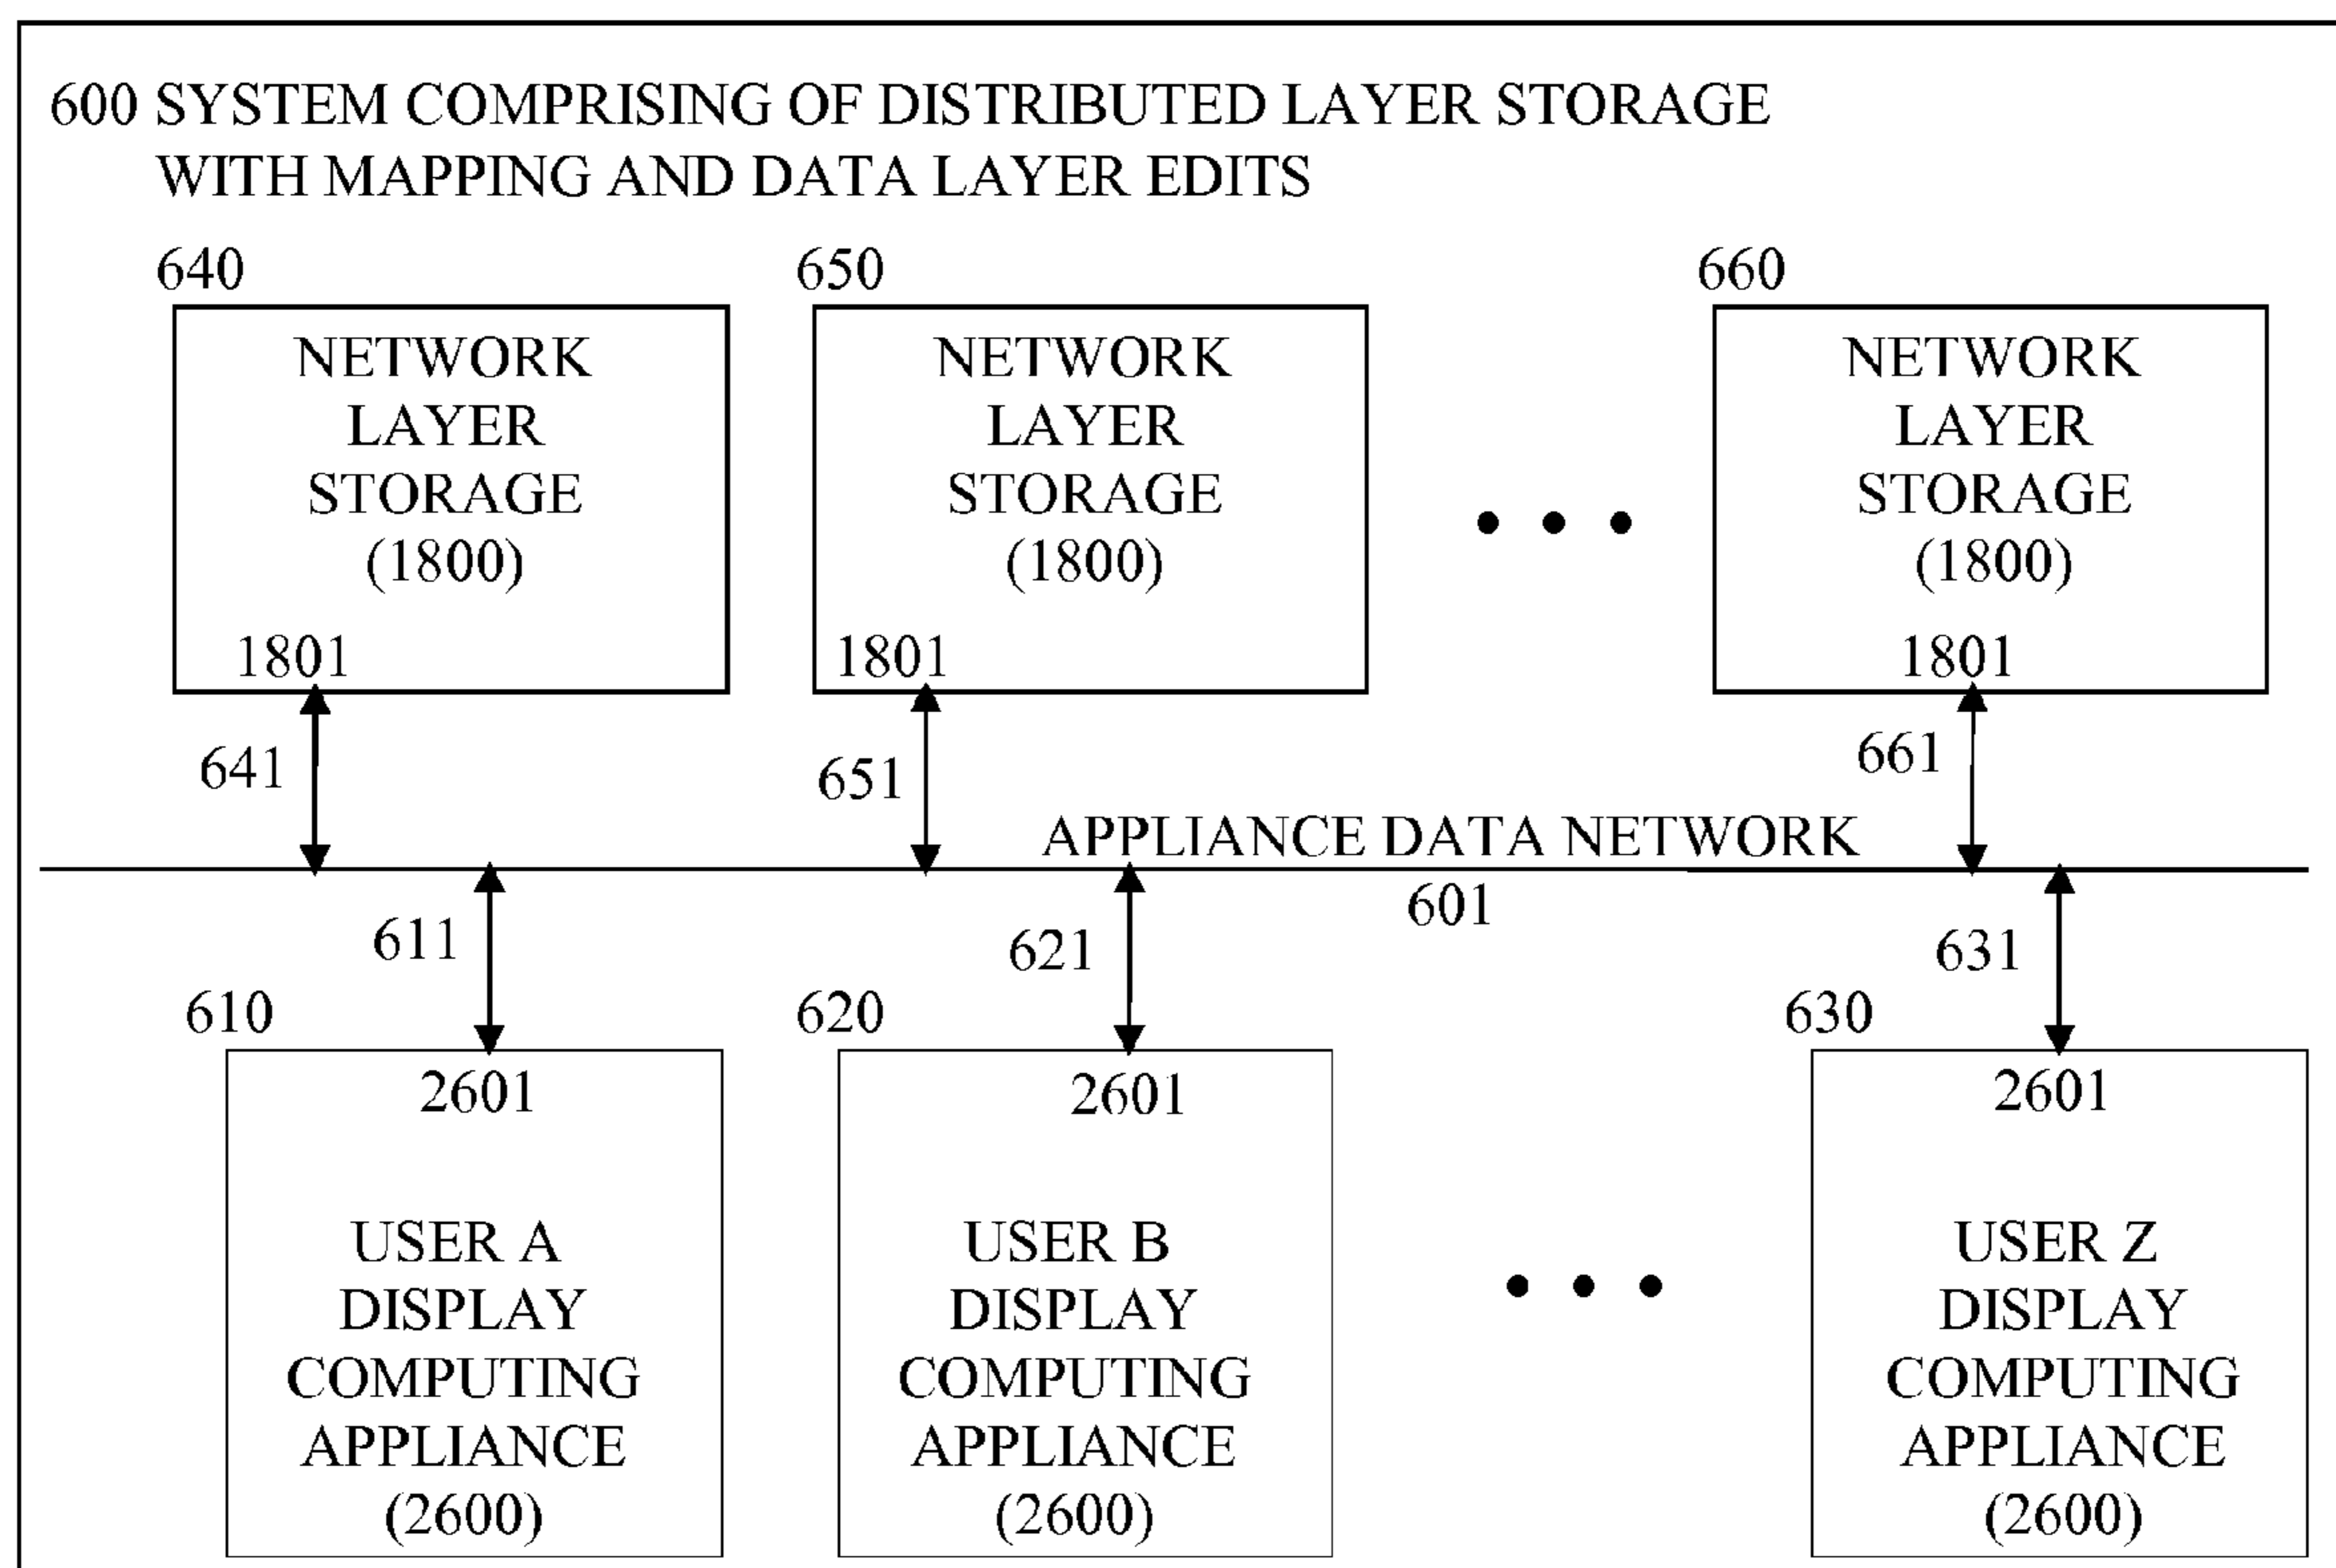 600 SYSTEM COMPRISING OF DISTRIBUTED LAYER STORAGE
WITH MAPPING AND DATA LAYER EDITS
640
650
660
NETWORK
LAYER
STORAGE
(1800)
1801
NETWORK
LAYER
STORAGE
(1800)
1801
NETWORK
LAYER
STORAGE
(1800)
1801
641
651
661
APPLIANCE DATA NETWORK
601
611
621
631
610
620
630
2601
USER A
DISPLAY
COMPUTING
APPLIANCE
(2600)
2601
USER B
DISPLAY
COMPUTING
APPLIANCE
(2600)
2601
USER Z
DISPLAY
COMPUTING
APPLIANCE
(2600)